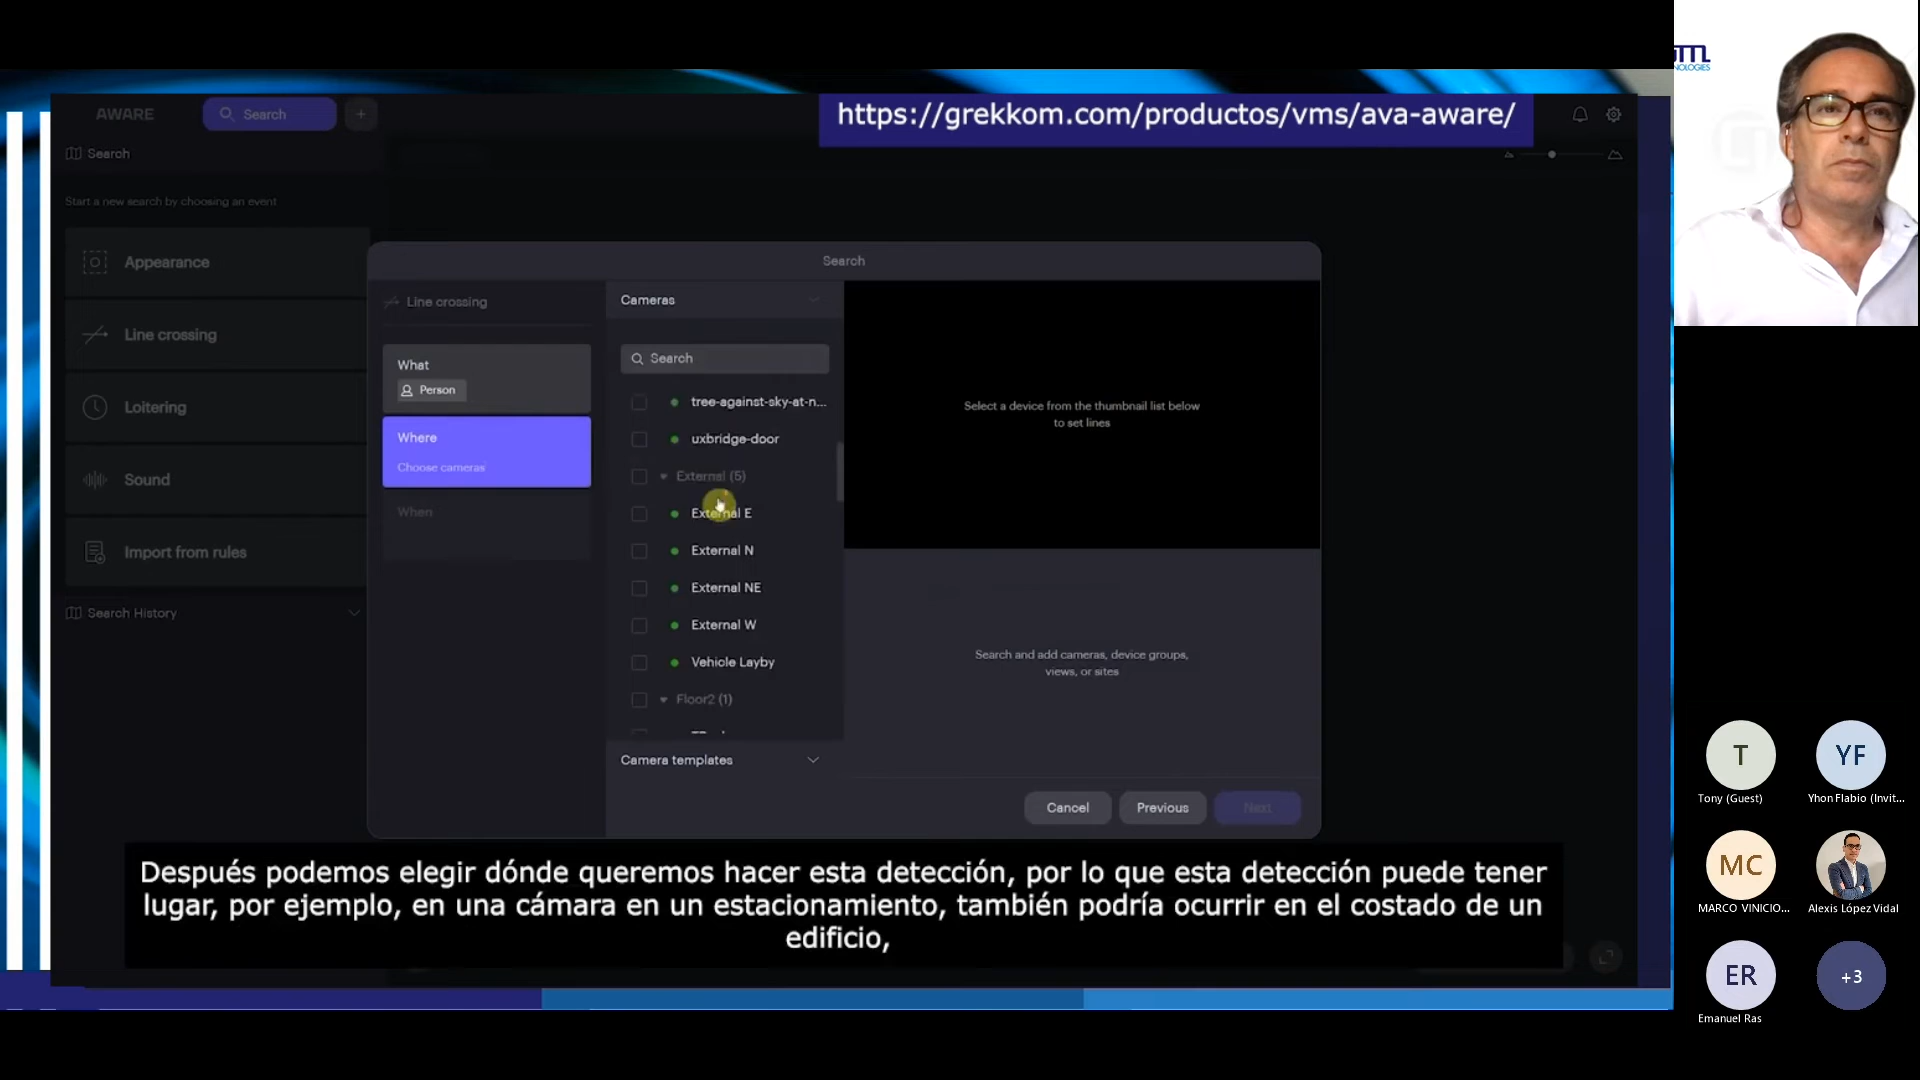 https://grekkom.com/productos/vms/ava-aware/
AWARE
Search
+
Search
Start a new search by choosing an event
Appearance
Line crossing
Loitering
Sound
Import from rules
Search History
Search
Line crossing
What
Person
Where
Choose cameras
When
Cameras
Search
tree-against-sky-at-n...
uxbridge-door
External (5)
External E
External N
External NE
External W
Vehicle Layby
Floor2 (1)
Camera templates
Select a device from the thumbnail list below
to set lines
Search and add cameras, device groups,
views, or sites
Cancel
Previous
Next
Después podemos elegir dónde queremos hacer esta detección, por lo que esta detección puede tener
lugar, por ejemplo, en una cámara en un estacionamiento, también podría ocurrir en el costado de un
edificio,
T
Tony (Guest)
YF
Yhon Flabio (Invit...
MC
MARCO VINICIO...
Alexis López Vidal
ER
Emanuel Ras
+3